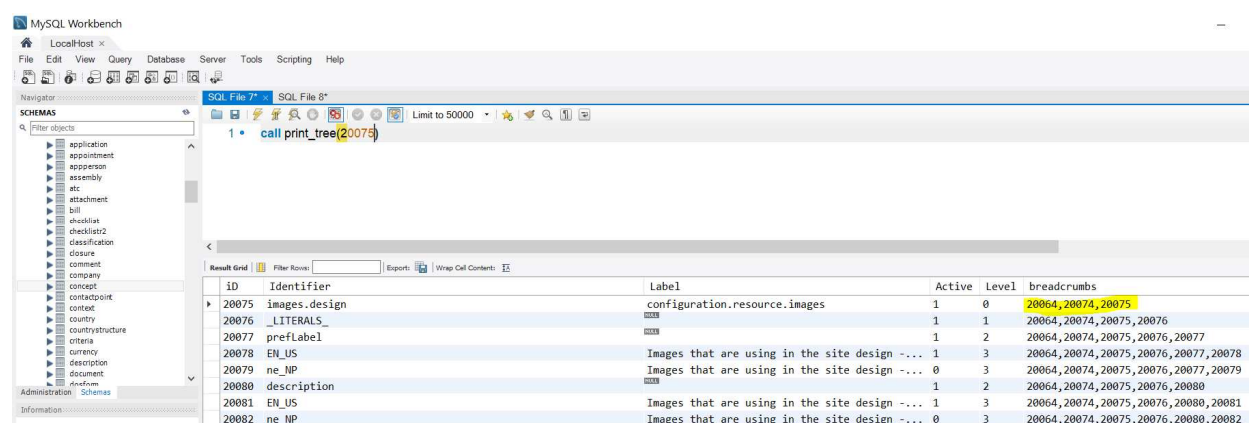 MySQL Workbench
LocalHost ×
File Edit View Query Database Server Tools Scripting Help
Navigator
SCHEMAS
Filter objects
application
appointment
appperson
assembly
atc
attachment
bill
checklist
checklistr2
classification
closure
comment
company
concept
contactpoint
context
country
countrystructure
criteria
currency
description
document
dosform
Administration Schemas
Information
SQL File 7* × SQL File 8*
Limit to 50000
1 call print_tree(20075)
Result Grid Filter Rows: Export: Wrap Cell Content:
iD Identifier Label Active Level breadcrumbs
20075 images.design configuration.resource.images 1 0 20064,20074,20075
20076 _LITERALS_ NULL 1 1 20064,20074,20075,20076
20077 prefLabel NULL 1 2 20064,20074,20075,20076,20077
20078 EN_US Images that are using in the site design -... 1 3 20064,20074,20075,20076,20077,20078
20079 ne_NP Images that are using in the site design -... 0 3 20064,20074,20075,20076,20077,20079
20080 description NULL 1 2 20064,20074,20075,20076,20080
20081 EN_US Images that are using in the site design -... 1 3 20064,20074,20075,20076,20080,20081
20082 ne_NP Images that are using in the site design -... 0 3 20064,20074,20075,20076,20080,20082